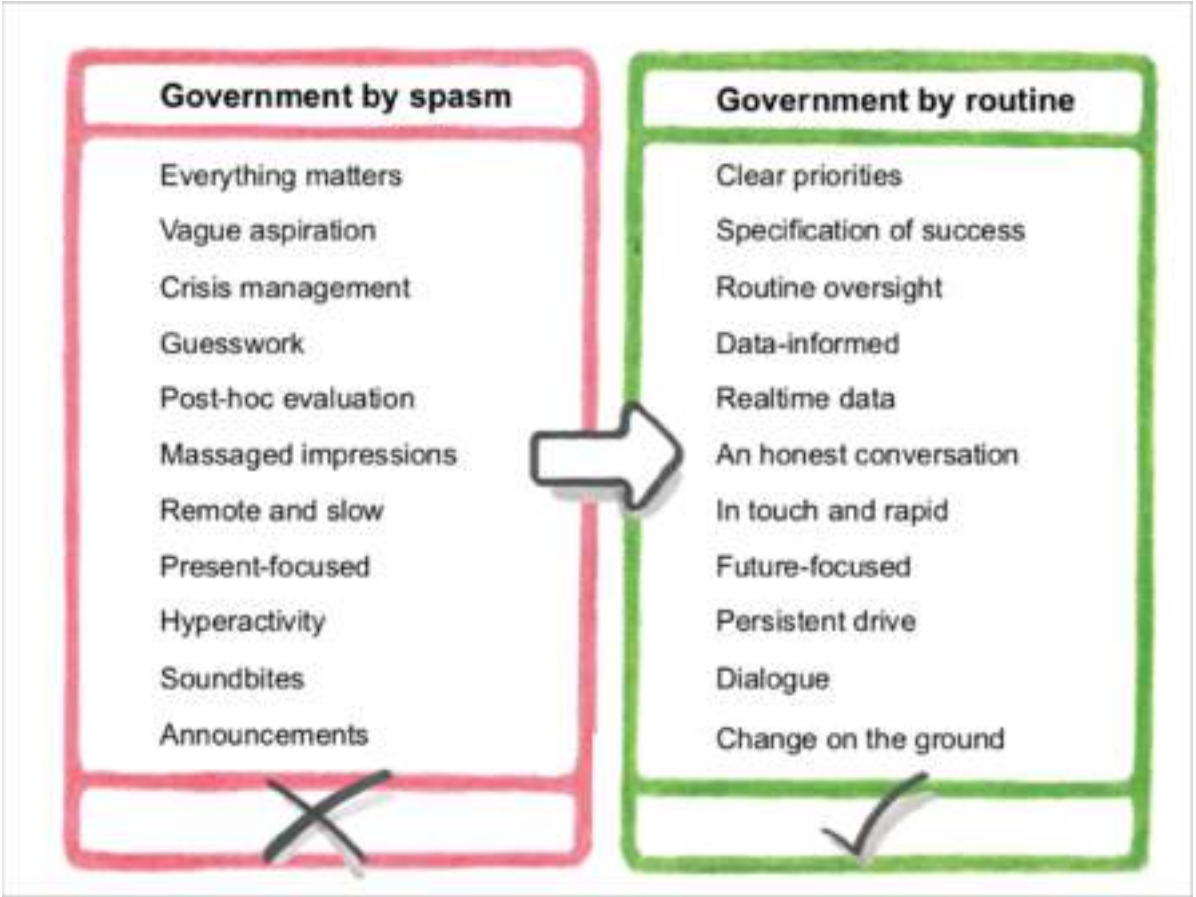 Government by spasm
Everything matters
Vague aspiration
Crisis management
Guesswork
Post-hoc evaluation
Massaged impressions
Remote and slow
Present-focused
Hyperactivity
Soundbites
Announcements
Government by routine
Clear priorities
Specification of success
Routine oversight
Data-informed
Realtime data
An honest conversation
In touch and rapid
Future-focused
Persistent drive
Dialogue
Change on the ground